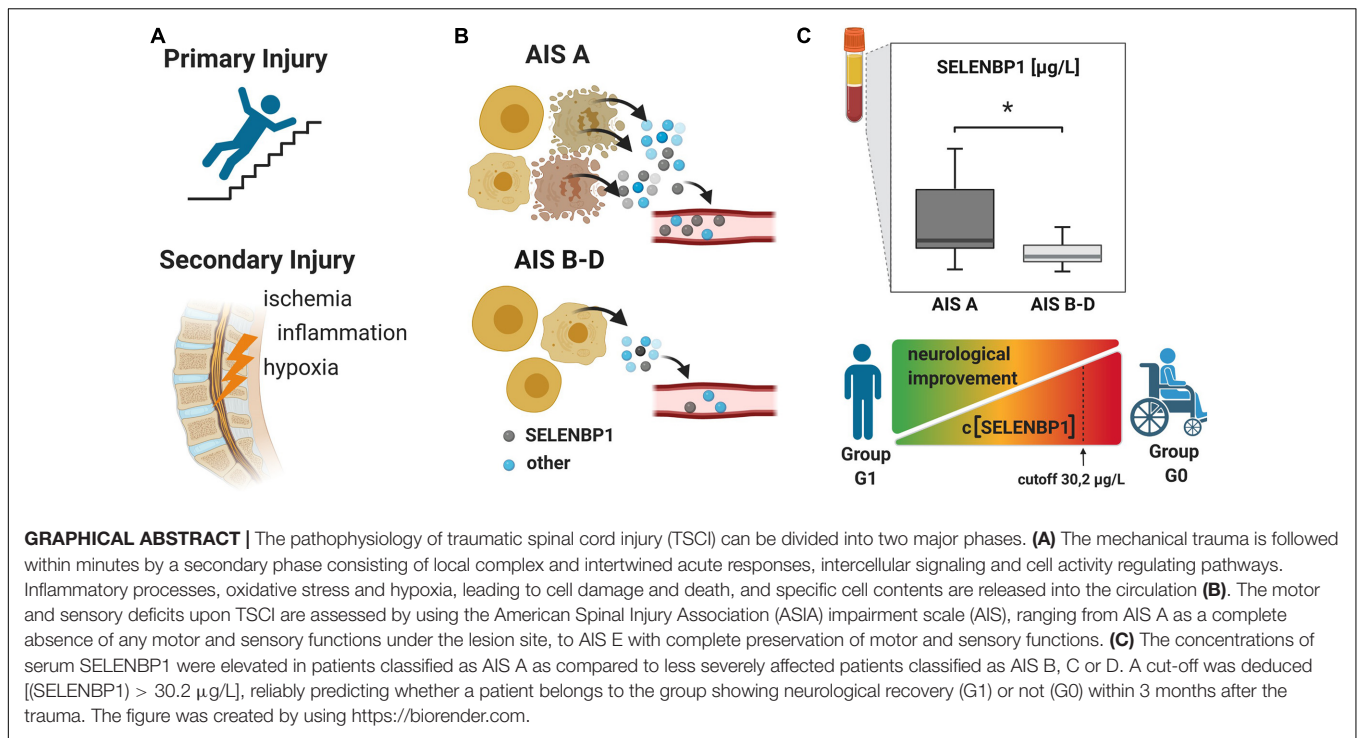 A
Primary Injury
Secondary Injury
ischemia
inflammation
hypoxia
B
AIS A
AIS B-D
SELENBP1
other
C
SELENBP1 [µg/L]
*
AIS A
AIS B-D
neurological
improvement
c[SELENBP1]
Group
G1
cutoff 30,2 µg/L
Group
G0
GRAPHICAL ABSTRACT | The pathophysiology of traumatic spinal cord injury (TSCI) can be divided into two major phases. (A) The mechanical trauma is followed
within minutes by a secondary phase consisting of local complex and intertwined acute responses, intercellular signaling and cell activity regulating pathways.
Inflammatory processes, oxidative stress and hypoxia, leading to cell damage and death, and specific cell contents are released into the circulation (B). The motor
and sensory deficits upon TSCI are assessed by using the American Spinal Injury Association (ASIA) impairment scale (AIS), ranging from AIS A as a complete
absence of any motor and sensory functions under the lesion site, to AIS E with complete preservation of motor and sensory functions. (C) The concentrations of
serum SELENBP1 were elevated in patients classified as AIS A as compared to less severely affected patients classified as AIS B, C or D. A cut-off was deduced
[(SELENBP1) > 30.2 µg/L], reliably predicting whether a patient belongs to the group showing neurological recovery (G1) or not (G0) within 3 months after the
trauma. The figure was created by using https://biorender.com.